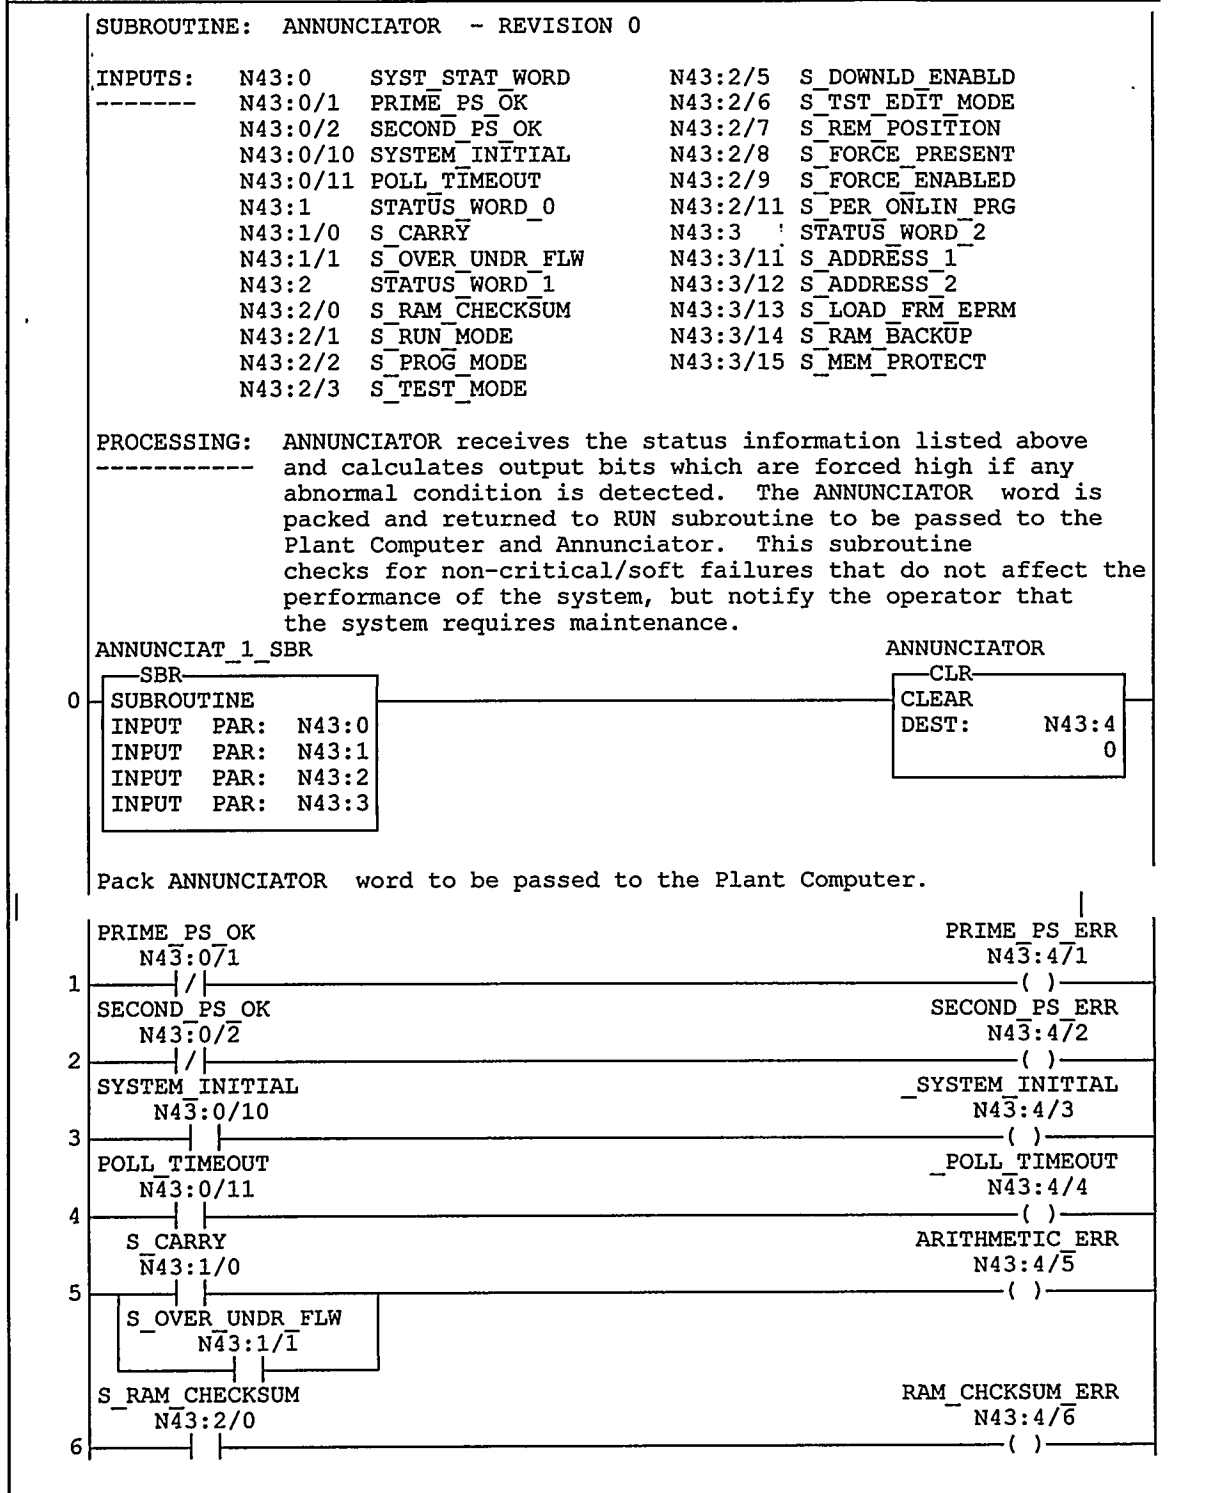 SUBROUTINE: ANNUNCIATOR - REVISION 0
INPUTS: N43:0 SYST_STAT_WORD N43:2/5 S_DOWNLD_ENABLD
------- N43:0/1 PRIME_PS_OK N43:2/6 S_TST_EDIT_MODE
N43:0/2 SECOND_PS_OK N43:2/7 S_REM_POSITION
N43:0/10 SYSTEM_INITIAL N43:2/8 S_FORCE_PRESENT
N43:0/11 POLL_TIMEOUT N43:2/9 S_FORCE_ENABLED
N43:1 STATUS_WORD_0 N43:2/11 S_PER_ONLIN_PRG
N43:1/0 S_CARRY N43:3 STATUS_WORD_2
N43:1/1 S_OVER_UNDR_FLW N43:3/11 S_ADDRESS_1
N43:2 STATUS_WORD_1 N43:3/12 S_ADDRESS_2
N43:2/0 S_RAM_CHECKSUM N43:3/13 S_LOAD_FRM_EPRM
N43:2/1 S_RUN_MODE N43:3/14 S_RAM_BACKUP
N43:2/2 S_PROG_MODE N43:3/15 S_MEM_PROTECT
N43:2/3 S_TEST_MODE
PROCESSING: ANNUNCIATOR receives the status information listed above
----------- and calculates output bits which are forced high if any
abnormal condition is detected. The ANNUNCIATOR word is
packed and returned to RUN subroutine to be passed to the
Plant Computer and Annunciator. This subroutine
checks for non-critical/soft failures that do not affect the
performance of the system, but notify the operator that
the system requires maintenance.
ANNUNCIAT_1_SBR ANNUNCIATOR
SBR CLR
0 SUBROUTINE CLEAR
INPUT PAR: N43:0 DEST: N43:4
INPUT PAR: N43:1 0
INPUT PAR: N43:2
INPUT PAR: N43:3
Pack ANNUNCIATOR word to be passed to the Plant Computer.
PRIME_PS_OK PRIME_PS_ERR
N43:0/1 N43:4/1
1
SECOND_PS_OK SECOND_PS_ERR
N43:0/2 N43:4/2
2
SYSTEM_INITIAL _SYSTEM_INITIAL
N43:0/10 N43:4/3
3
POLL_TIMEOUT _POLL_TIMEOUT
N43:0/11 N43:4/4
4
S_CARRY ARITHMETIC_ERR
N43:1/0 N43:4/5
5
S_OVER_UNDR_FLW
N43:1/1
S_RAM_CHECKSUM RAM_CHCKSUM_ERR
N43:2/0 N43:4/6
6